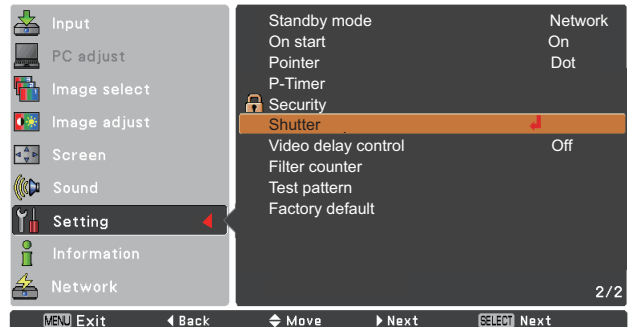 Input
PC adjust
Image select
Image adjust
Screen
Sound
Setting
Information
Network
Standby mode Network
On start On
Pointer Dot
P-Timer
Security
Shutter
Video delay control Off
Filter counter
Test pattern
Factory default
2/2
MENU Exit Back Move Next SELECT Next